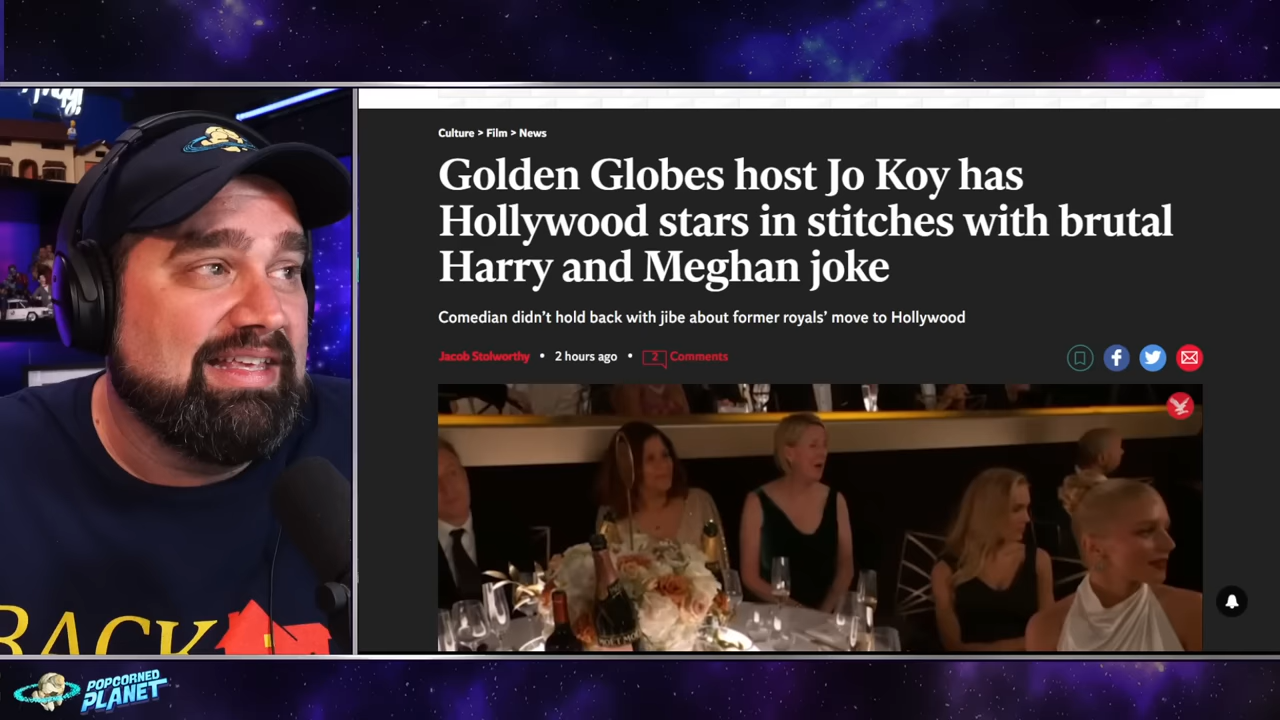 Culture > Film > News
Golden Globes host Jo Koy has
Hollywood stars in stitches with brutal
Harry and Meghan joke
Comedian didn't hold back with jibe about former royals' move to Hollywood
Jacob Stolworthy • 2 hours ago • 2 Comments
BACK
POPCORNED
PLANET